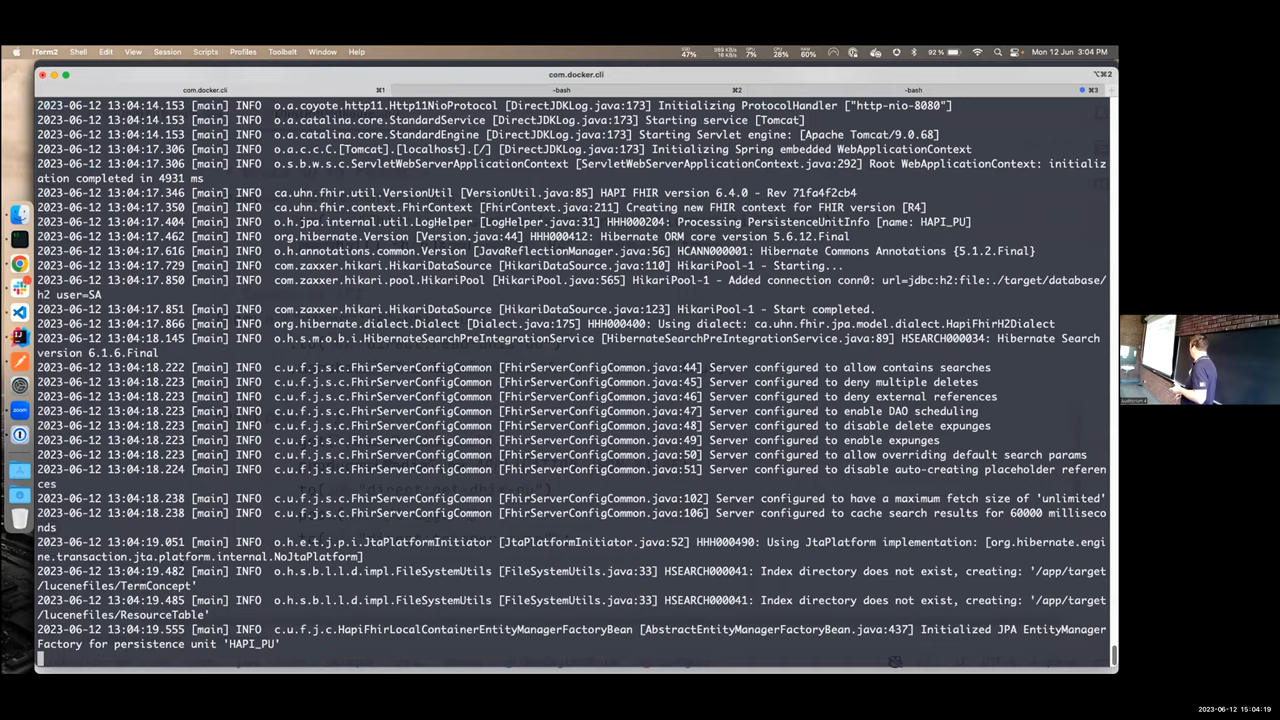 iTerm2 Shell Edit View Session Scripts Profiles Toolbelt Window Help 47% 7% 28% 60% 92% Mon 12 Jun 3:04 PM
com.docker.cli ⌥⌘2
com.docker.cli ⌘1 -bash ⌘2 -bash ⌘3
2023-06-12 13:04:14.153 [main] INFO o.a.coyote.http11.Http11NioProtocol [DirectJDKLog.java:173] Initializing ProtocolHandler ["http-nio-8080"]
2023-06-12 13:04:14.153 [main] INFO o.a.catalina.core.StandardService [DirectJDKLog.java:173] Starting service [Tomcat]
2023-06-12 13:04:14.153 [main] INFO o.a.catalina.core.StandardEngine [DirectJDKLog.java:173] Starting Servlet engine: [Apache Tomcat/9.0.68]
2023-06-12 13:04:17.306 [main] INFO o.a.c.c.C.[Tomcat].[localhost].[/] [DirectJDKLog.java:173] Initializing Spring embedded WebApplicationContext
2023-06-12 13:04:17.306 [main] INFO o.s.b.w.s.c.ServletWebServerApplicationContext [ServletWebServerApplicationContext.java:292] Root WebApplicationContext: initializ
ation completed in 4931 ms
2023-06-12 13:04:17.346 [main] INFO ca.uhn.fhir.util.VersionUtil [VersionUtil.java:85] HAPI FHIR version 6.4.0 - Rev 71fa4f2cb4
2023-06-12 13:04:17.350 [main] INFO ca.uhn.fhir.context.FhirContext [FhirContext.java:211] Creating new FHIR context for FHIR version [R4]
2023-06-12 13:04:17.404 [main] INFO o.h.jpa.internal.util.LogHelper [LogHelper.java:31] HHH000204: Processing PersistenceUnitInfo [name: HAPI_PU]
2023-06-12 13:04:17.462 [main] INFO org.hibernate.Version [Version.java:44] HHH000412: Hibernate ORM core version 5.6.12.Final
2023-06-12 13:04:17.616 [main] INFO o.h.annotations.common.Version [JavaReflectionManager.java:56] HCANN000001: Hibernate Commons Annotations {5.1.2.Final}
2023-06-12 13:04:17.729 [main] INFO com.zaxxer.hikari.HikariDataSource [HikariDataSource.java:110] HikariPool-1 - Starting...
2023-06-12 13:04:17.850 [main] INFO com.zaxxer.hikari.pool.HikariPool [HikariPool.java:565] HikariPool-1 - Added connection conn0: url=jdbc:h2:file:./target/database/
h2 user=SA
2023-06-12 13:04:17.851 [main] INFO com.zaxxer.hikari.HikariDataSource [HikariDataSource.java:123] HikariPool-1 - Start completed.
2023-06-12 13:04:17.866 [main] INFO org.hibernate.dialect.Dialect [Dialect.java:175] HHH000400: Using dialect: ca.uhn.fhir.jpa.model.dialect.HapiFhirH2Dialect
2023-06-12 13:04:18.145 [main] INFO o.h.s.m.o.b.i.HibernateSearchPreIntegrationService [HibernateSearchPreIntegrationService.java:89] HSEARCH000034: Hibernate Search
version 6.1.6.Final
2023-06-12 13:04:18.222 [main] INFO c.u.f.j.s.c.FhirServerConfigCommon [FhirServerConfigCommon.java:44] Server configured to allow contains searches
2023-06-12 13:04:18.223 [main] INFO c.u.f.j.s.c.FhirServerConfigCommon [FhirServerConfigCommon.java:45] Server configured to deny multiple deletes
2023-06-12 13:04:18.223 [main] INFO c.u.f.j.s.c.FhirServerConfigCommon [FhirServerConfigCommon.java:46] Server configured to deny external references
2023-06-12 13:04:18.223 [main] INFO c.u.f.j.s.c.FhirServerConfigCommon [FhirServerConfigCommon.java:47] Server configured to enable DAO scheduling
2023-06-12 13:04:18.223 [main] INFO c.u.f.j.s.c.FhirServerConfigCommon [FhirServerConfigCommon.java:48] Server configured to disable delete expunges
2023-06-12 13:04:18.223 [main] INFO c.u.f.j.s.c.FhirServerConfigCommon [FhirServerConfigCommon.java:49] Server configured to enable expunges
2023-06-12 13:04:18.223 [main] INFO c.u.f.j.s.c.FhirServerConfigCommon [FhirServerConfigCommon.java:50] Server configured to allow overriding default search params
2023-06-12 13:04:18.224 [main] INFO c.u.f.j.s.c.FhirServerConfigCommon [FhirServerConfigCommon.java:51] Server configured to disable auto-creating placeholder referen
ces
2023-06-12 13:04:18.238 [main] INFO c.u.f.j.s.c.FhirServerConfigCommon [FhirServerConfigCommon.java:102] Server configured to have a maximum fetch size of 'unlimited'
2023-06-12 13:04:18.238 [main] INFO c.u.f.j.s.c.FhirServerConfigCommon [FhirServerConfigCommon.java:106] Server configured to cache search results for 60000 milliseco
nds
2023-06-12 13:04:19.051 [main] INFO o.h.e.t.j.p.i.JtaPlatformInitiator [JtaPlatformInitiator.java:52] HHH000490: Using JtaPlatform implementation: [org.hibernate.engi
ne.transaction.jta.platform.internal.NoJtaPlatform]
2023-06-12 13:04:19.482 [main] INFO o.h.s.b.l.l.d.impl.FileSystemUtils [FileSystemUtils.java:33] HSEARCH000041: Index directory does not exist, creating: '/app/target
/lucenefiles/TermConcept'
2023-06-12 13:04:19.485 [main] INFO o.h.s.b.l.l.d.impl.FileSystemUtils [FileSystemUtils.java:33] HSEARCH000041: Index directory does not exist, creating: '/app/target
/lucenefiles/ResourceTable'
2023-06-12 13:04:19.555 [main] INFO c.u.f.j.c.HapiFhirLocalContainerEntityManagerFactoryBean [AbstractEntityManagerFactoryBean.java:437] Initialized JPA EntityManager
Factory for persistence unit 'HAPI_PU'
2023-06-12 15:04:19